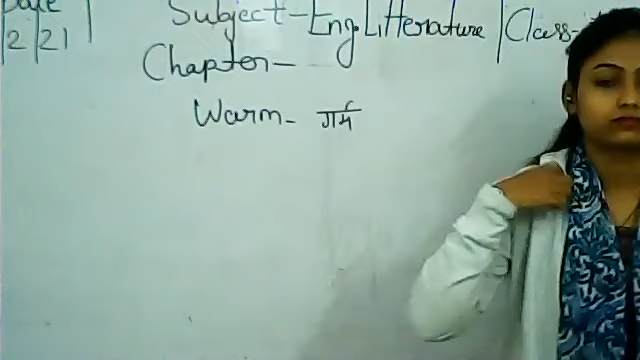 Date
2/21
Subject-Eng. Litterature | Class-
Chapter-
Warm- गर्म